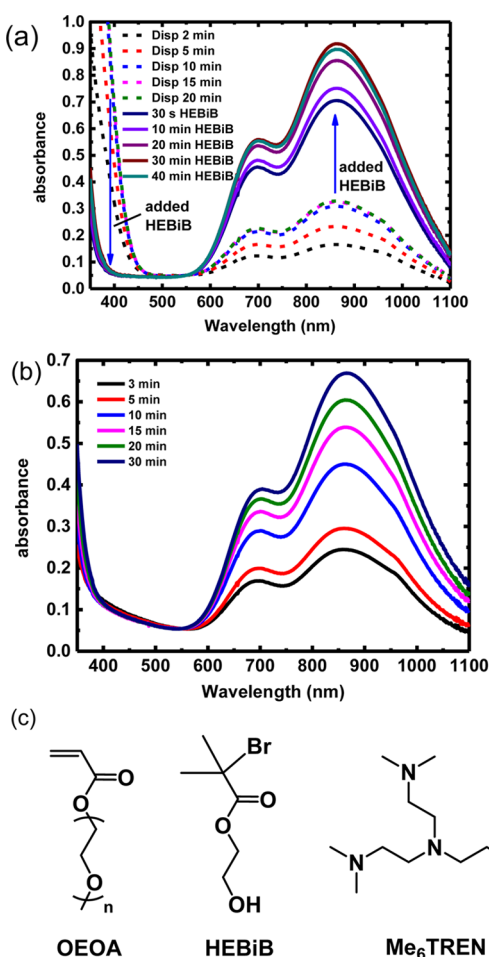 (a)
1.0
0.9
0.8
0.7
0.6
0.5
0.4
0.3
0.2
0.1
0.0
absorbance
Disp 2 min
Disp 5 min
Disp 10 min
Disp 15 min
Disp 20 min
30 s HEBiB
10 min HEBiB
20 min HEBiB
30 min HEBiB
40 min HEBiB
added
HEBiB
added
HEBiB
400 500 600 700 800 900 1000 1100
Wavelength (nm)
(b)
0.7
0.6
0.5
0.4
0.3
0.2
0.1
0.0
absorbance
3 min
5 min
10 min
15 min
20 min
30 min
400 500 600 700 800 900 1000 1100
Wavelength (nm)
(c)
O
O
O
n
OEOA
Br
O
O
OH
HEBiB
N
N
N
Me₆TREN